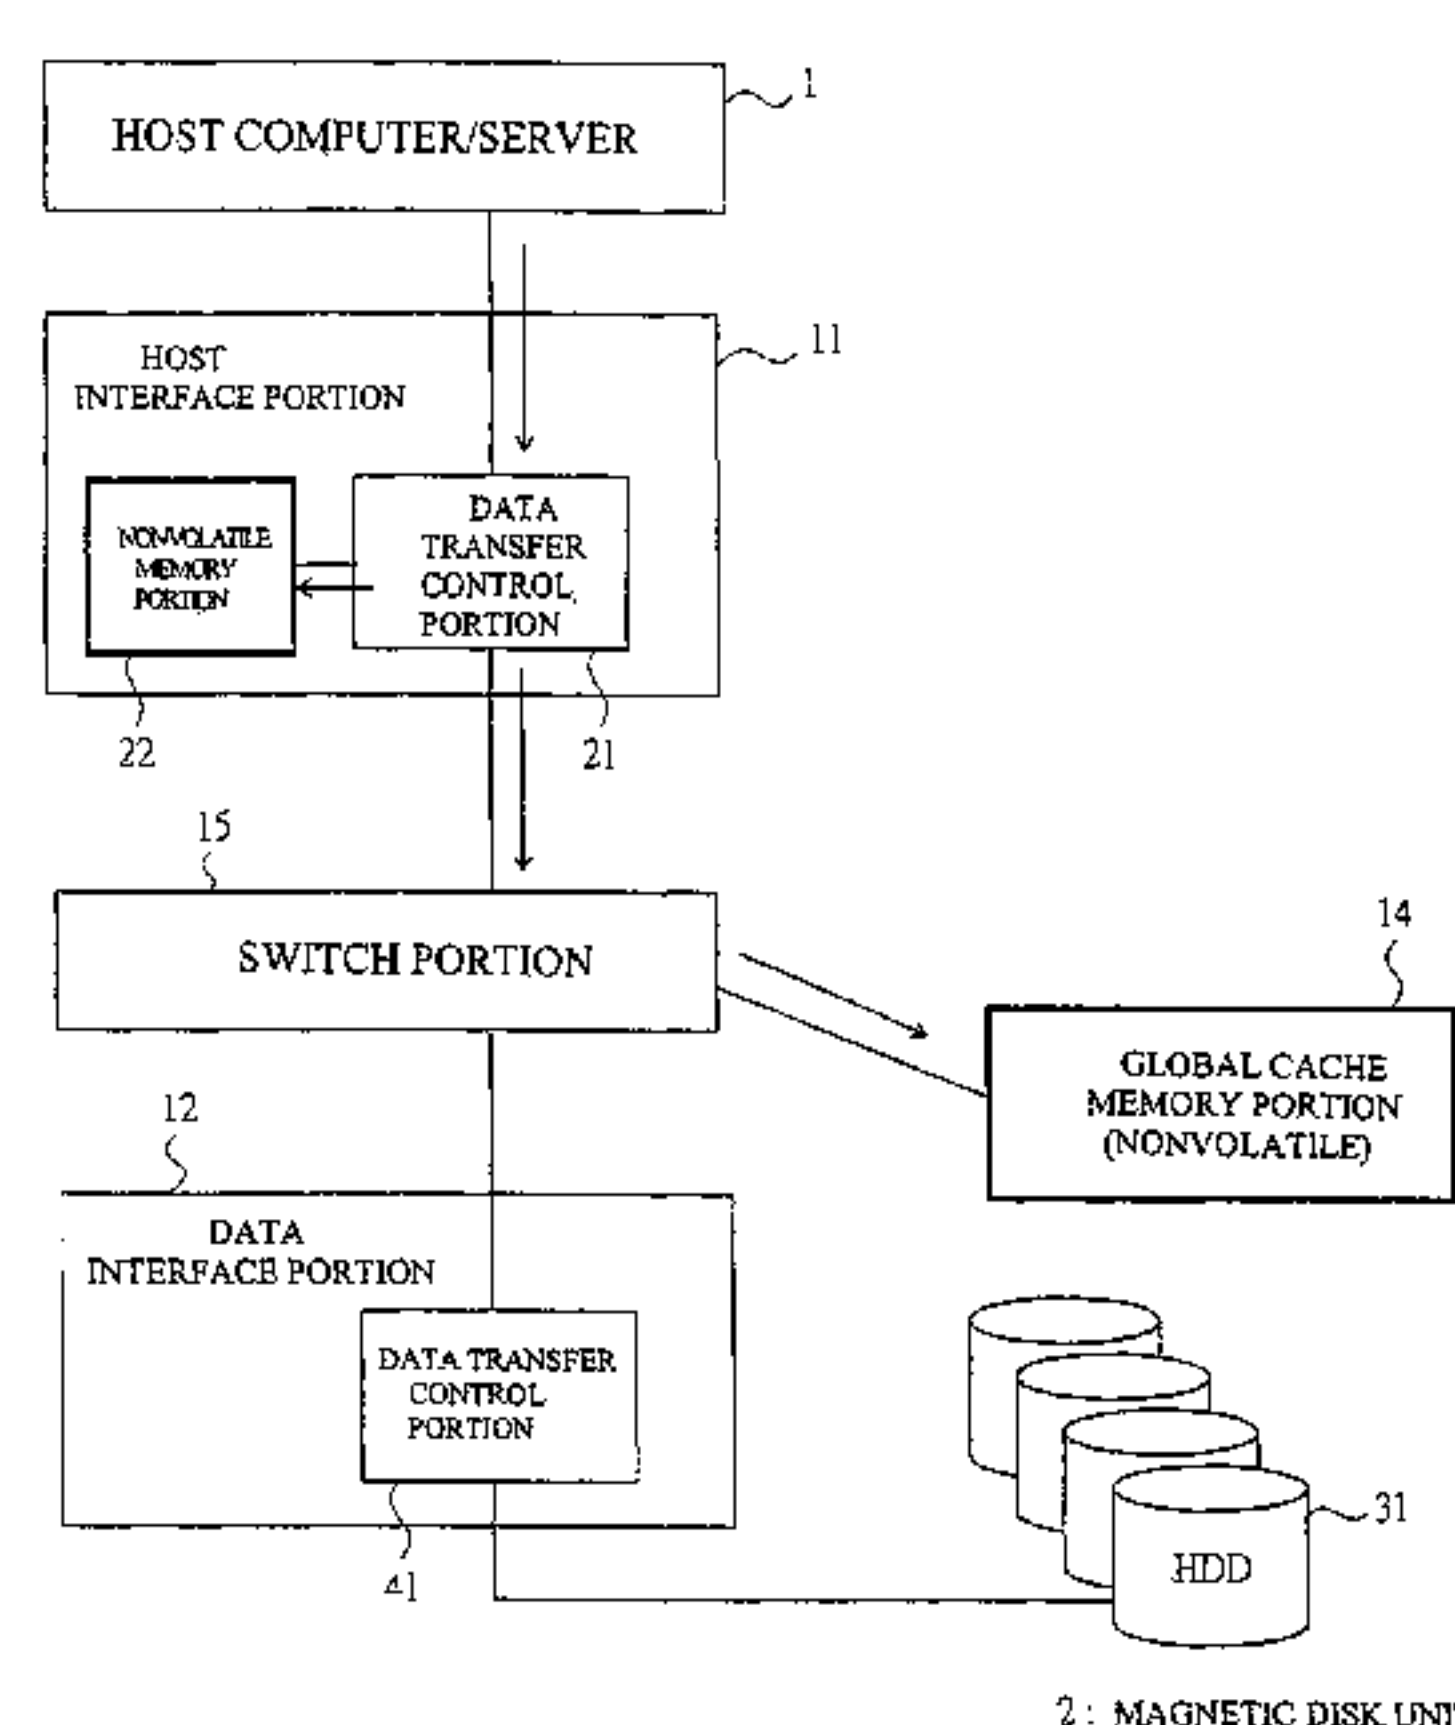 1
HOST COMPUTER/SERVER
11
HOST
INTERFACE PORTION
NONVOLATILE
MEMORY
PORTION
DATA
TRANSFER
CONTROL
PORTION
22
21
15
SWITCH PORTION
14
GLOBAL CACHE
MEMORY PORTION
(NONVOLATILE)
12
DATA
INTERFACE PORTION
DATA TRANSFER
CONTROL
PORTION
41
31
HDD
2 : MAGNETIC DISK